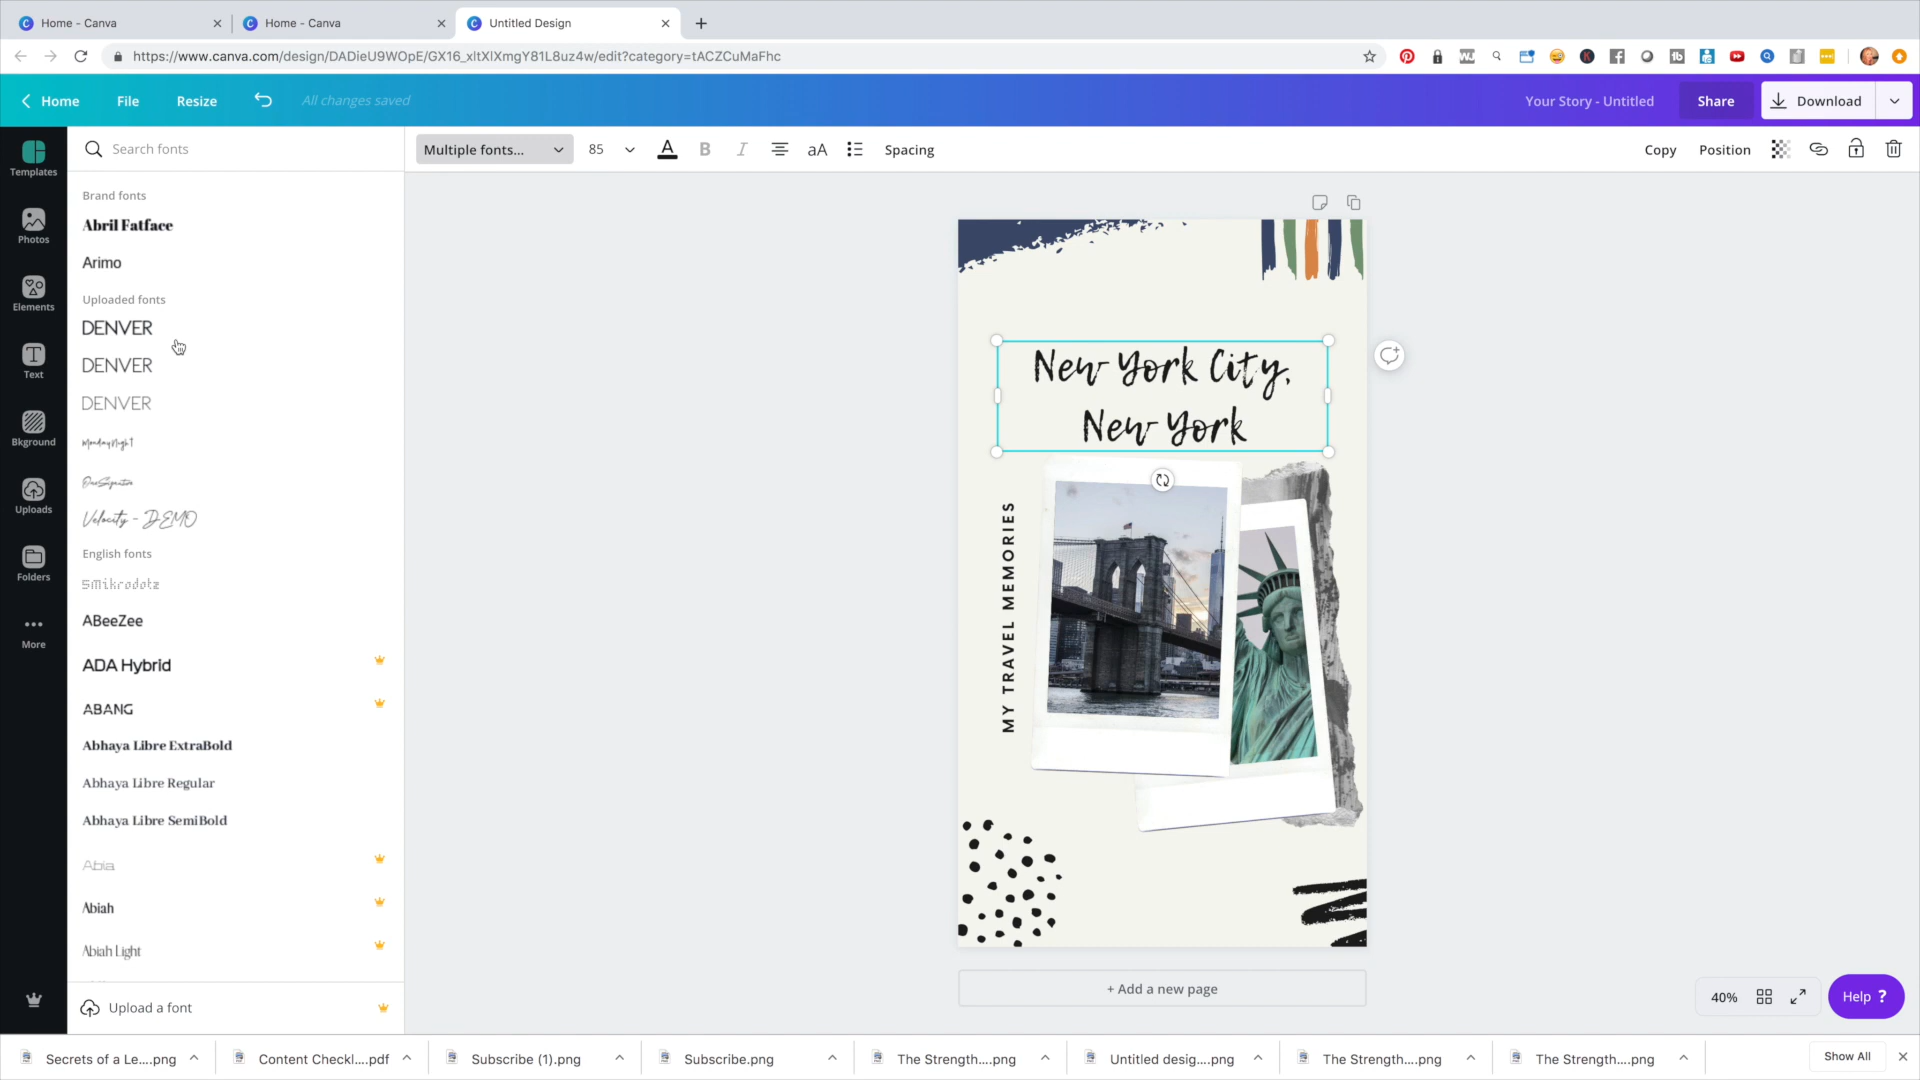 Home - Canva
Home - Canva
Untitled Design
https://www.canva.com/design/DADieU9WOpE/GX16_xltXlXmgY81L8uz4w/edit?category=tACZCuMaFhc
Home
File
Resize
All changes saved
Your Story - Untitled
Share
Download
Templates
Photos
Elements
Text
Bkground
Uploads
Folders
More
Search fonts
Multiple fonts...
85
A
B
I
aA
Spacing
Copy
Position
Brand fonts
Abril Fatface
Arimo
Uploaded fonts
DENVER
DENVER
DENVER
MondayNight
OneSignature
Velocity - DEMO
English fonts
5Mikrodotz
ABeeZee
ADA Hybrid
ABANG
Abhaya Libre ExtraBold
Abhaya Libre Regular
Abhaya Libre SemiBold
Abia
Abiah
Abiah Light
Upload a font
New York City,
New York
MY TRAVEL MEMORIES
+ Add a new page
40%
Help ?
Secrets of a Le....png
Content Checkl....pdf
Subscribe (1).png
Subscribe.png
The Strength....png
Untitled desig....png
The Strength....png
The Strength....png
Show All